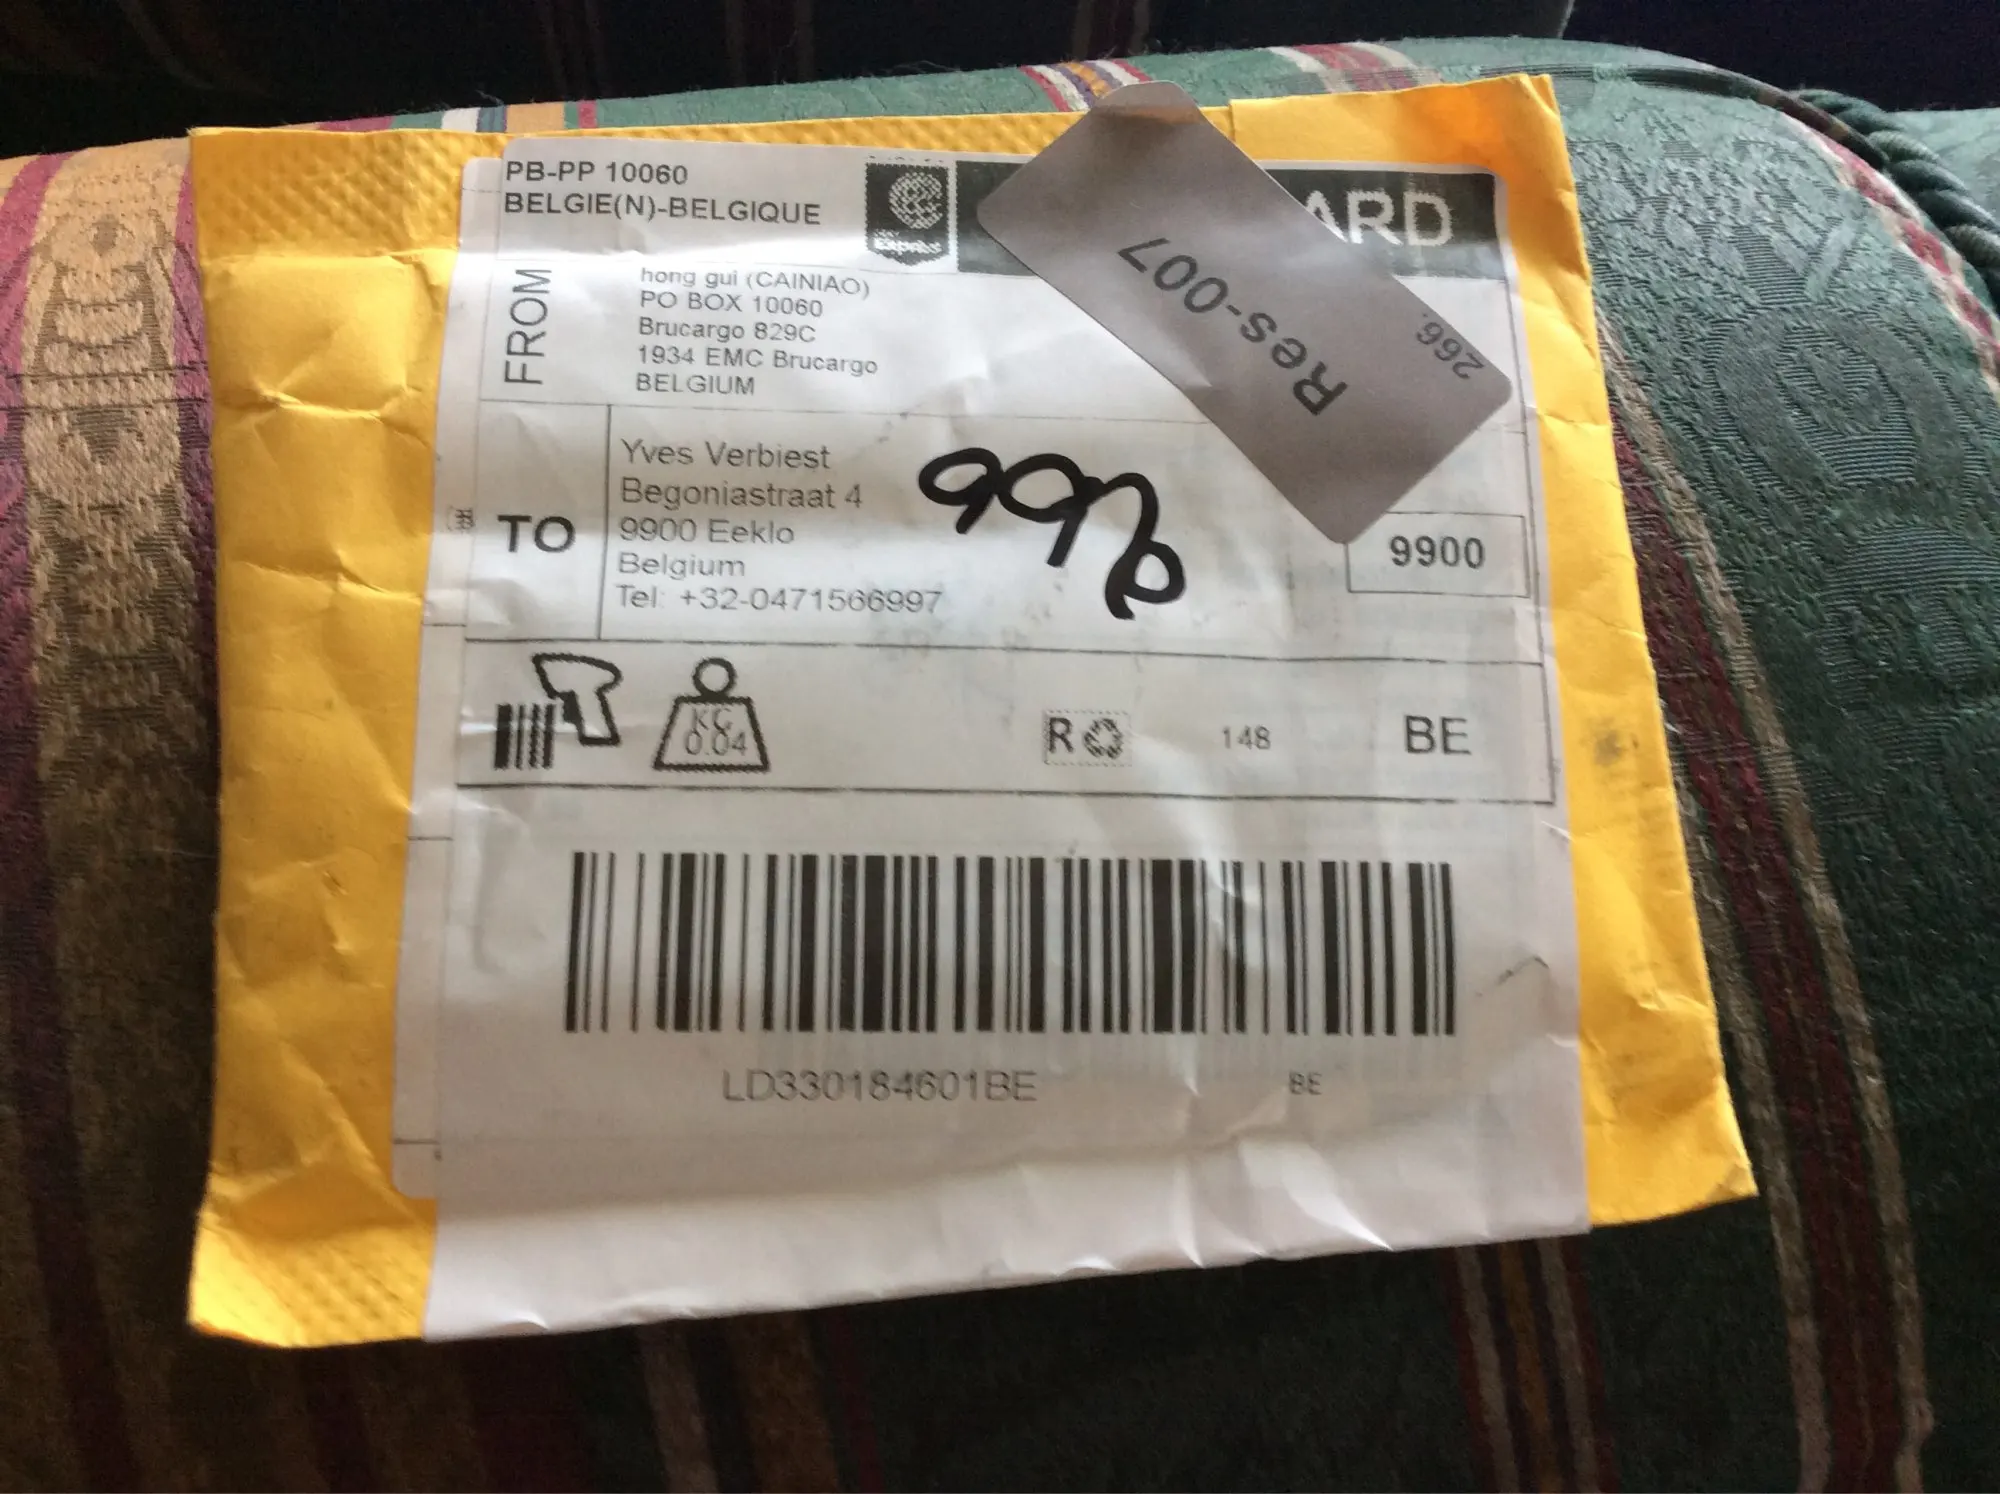 PB-PP 10060
BELGIE(N)-BELGIQUE
Exprès
ARD
FROM
hong gui (CAINIAO)
PO BOX 10060
Brucargo 829C
1934 EMC Brucargo
BELGIUM
266.
Res-007
TO
Yves Verbiest
Begoniastraat 4
9900 Eeklo
Belgium
Tel: +32-0471566997
266
9900
KG
0.04
R
148
BE
LD330184601BE
BE